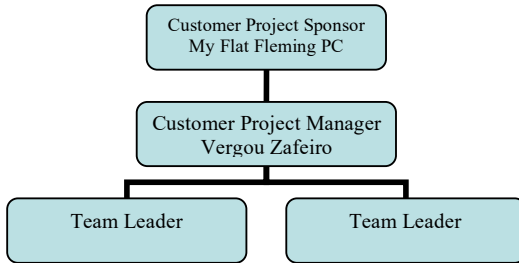 Customer Project Sponsor
My Flat Fleming PC
Customer Project Manager
Vergou Zafeiro
Team Leader
Team Leader